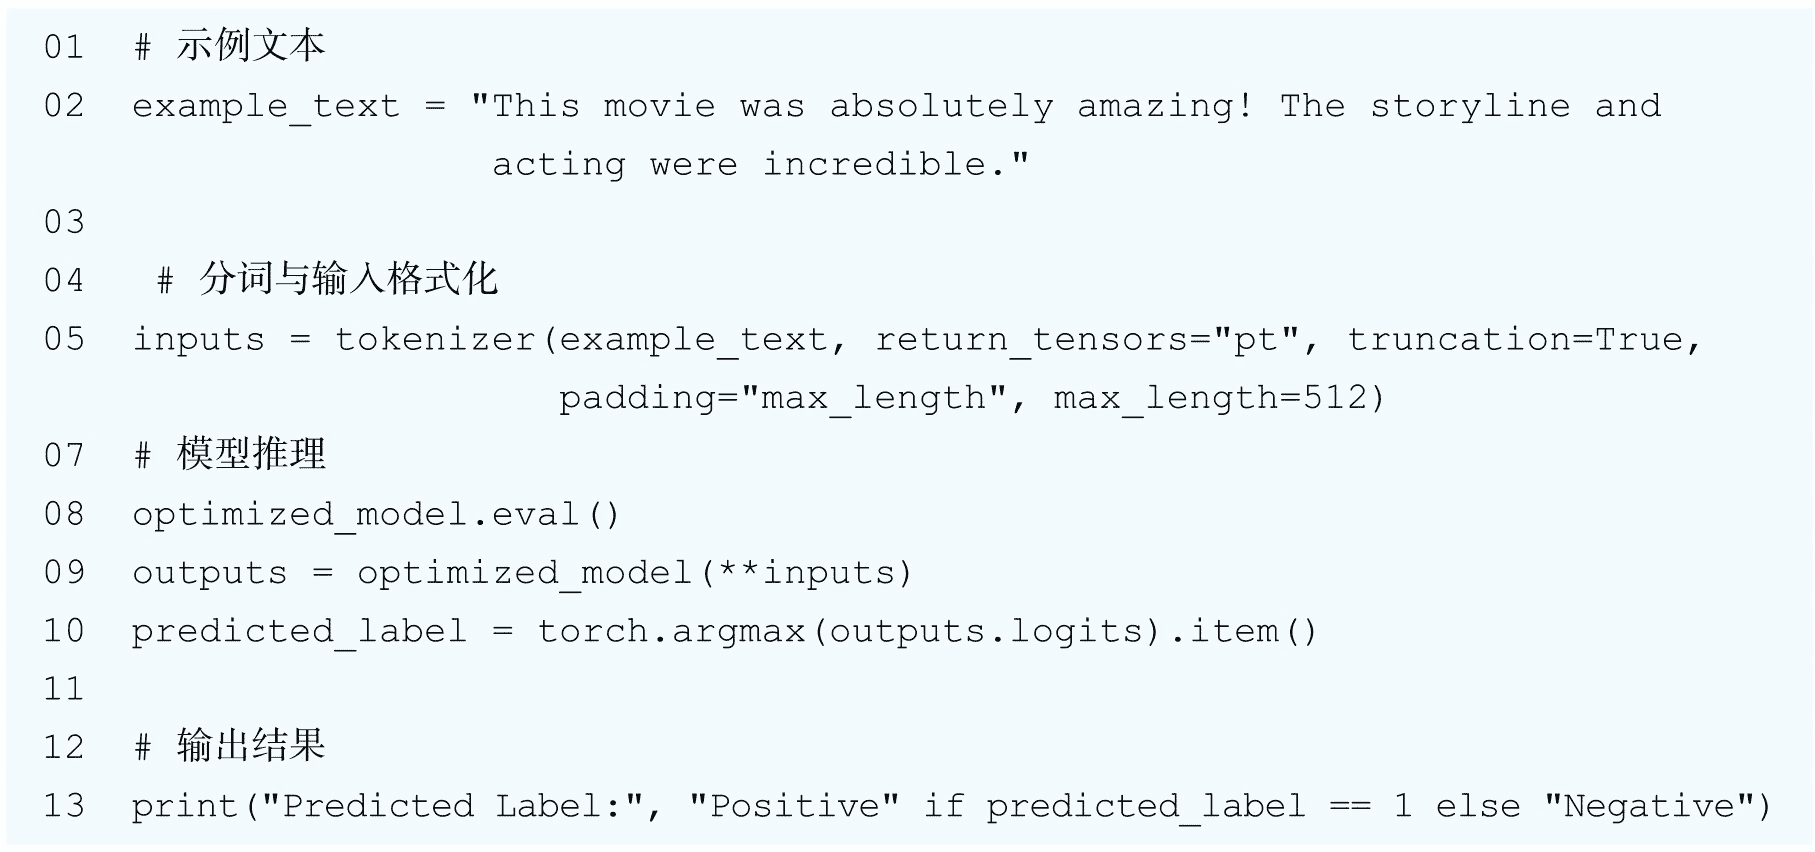 01 # 示例文本
02 example_text = "This movie was absolutely amazing! The storyline and
acting were incredible."
03
04 # 分词与输入格式化
05 inputs = tokenizer(example_text, return_tensors="pt", truncation=True,
padding="max_length", max_length=512)
07 # 模型推理
08 optimized_model.eval()
09 outputs = optimized_model(**inputs)
10 predicted_label = torch.argmax(outputs.logits).item()
11
12 # 输出结果
13 print("Predicted Label:", "Positive" if predicted_label == 1 else "Negative")